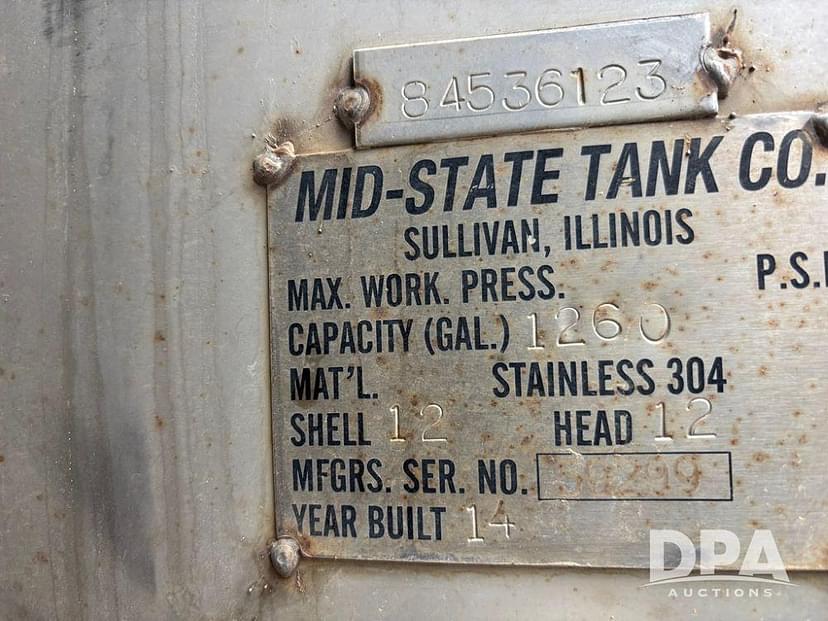 84536123
MID-STATE TANK CO.
SULLIVAN, ILLINOIS
MAX. WORK. PRESS. P.S.I
CAPACITY (GAL.) 1260
MAT'L. STAINLESS 304
SHELL 12 HEAD 12
MFGRS. SER. NO.
YEAR BUILT 14
DPA
AUCTIONS